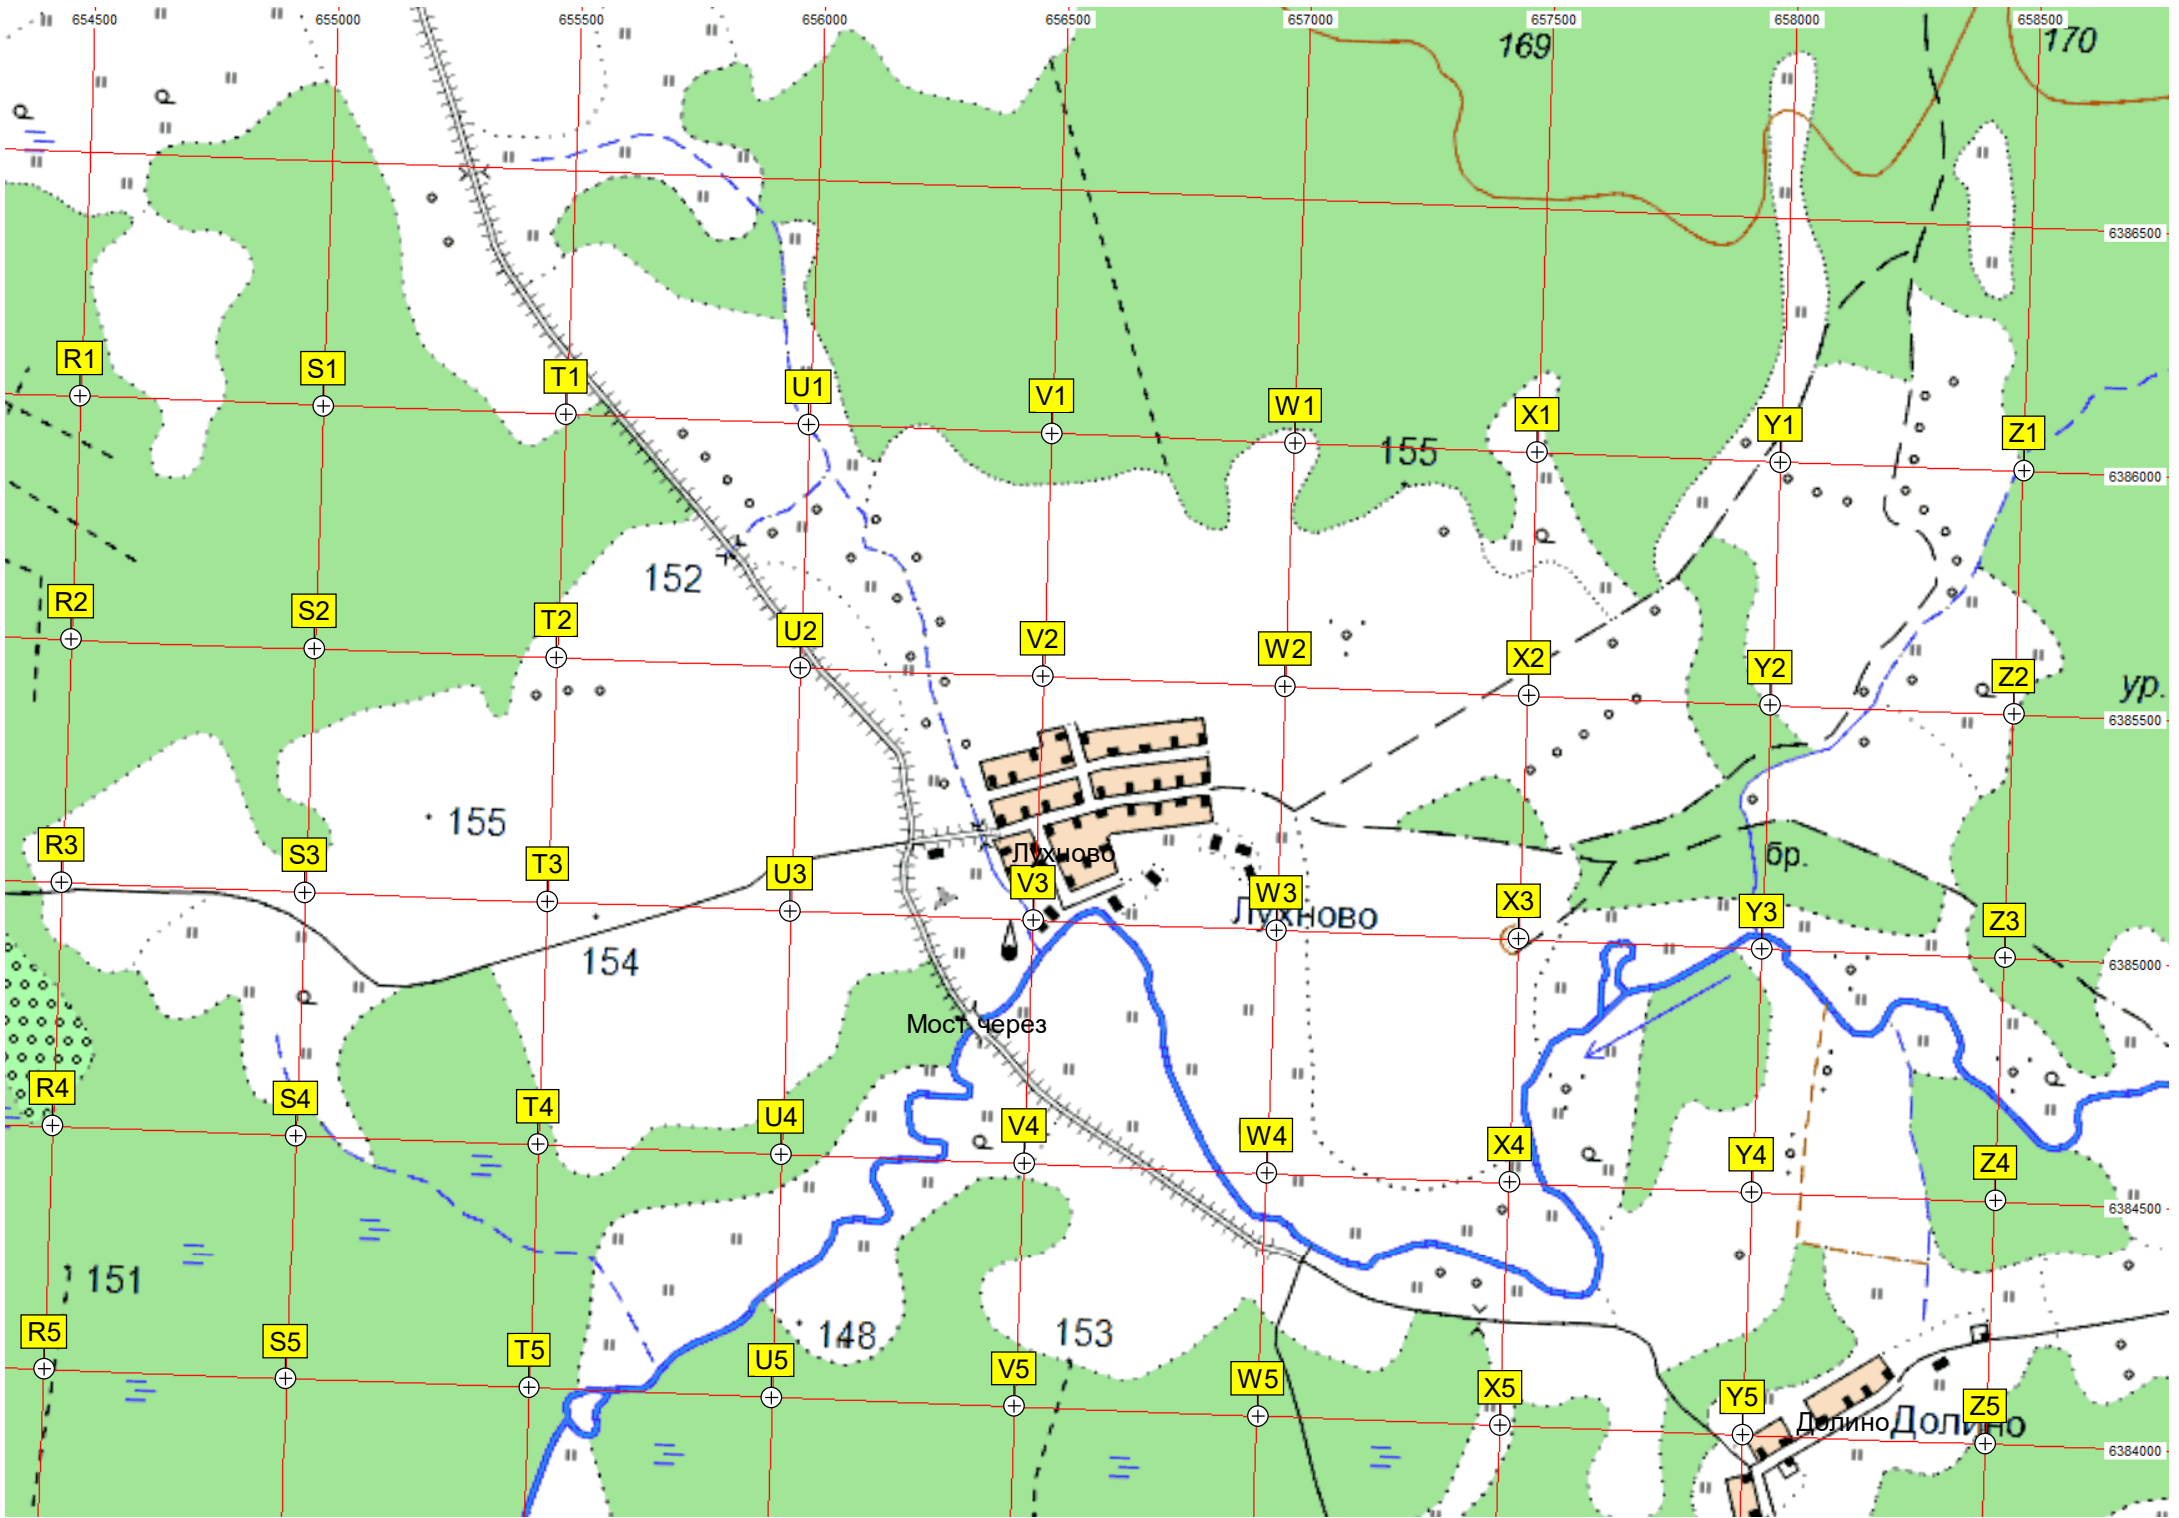 654500 655000 655500 656000 656500 657000 657500 658000 658500
169 170
6386500
R1 S1 T1 U1 V1 W1 X1 Y1 Z1
155
6386000
152
R2 S2 T2 U2 V2 W2 X2 Y2 Z2
ур.
6385500
155
Лухново
бр.
R3 S3 T3 U3 V3 W3 X3 Y3 Z3
Лухново
154
6385000
Мост через
R4 S4 T4 U4 V4 W4 X4 Y4 Z4
6384500
151
148 153
R5 S5 T5 U5 V5 W5 X5 Y5 Z5
Долино Долино
6384000